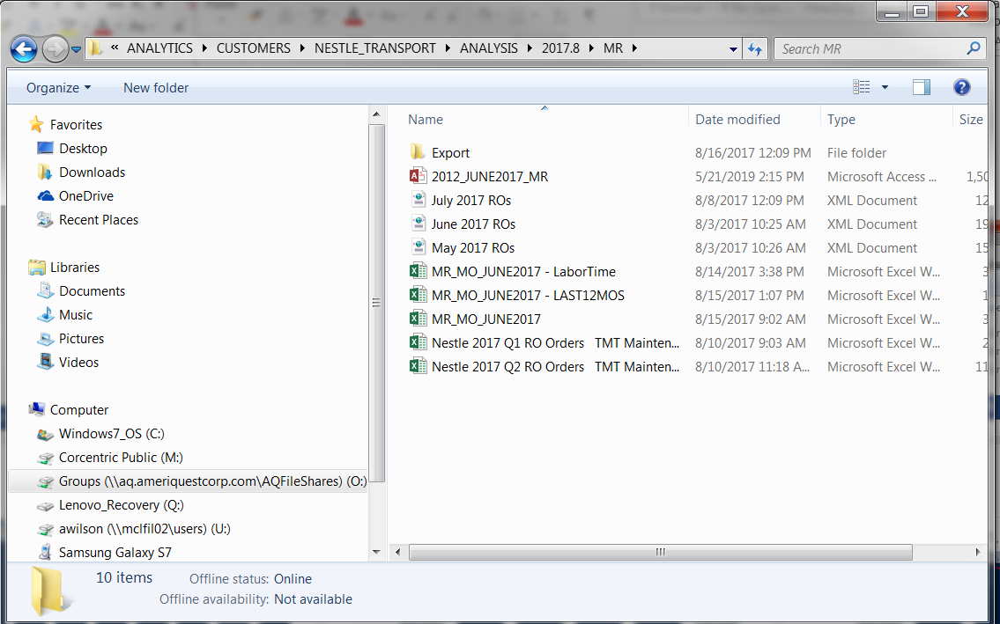 « ANALYTICS CUSTOMERS NESTLE_TRANSPORT ANALYSIS 2017.8 MR Search MR
Organize New folder
Favorites
Desktop
Downloads
OneDrive
Recent Places
Libraries
Documents
Music
Pictures
Videos
Computer
Windows7_OS (C:)
Corcentric Public (M:)
Groups (\\aq.ameriquestcorp.com\AQFileShares) (O:)
Lenovo_Recovery (Q:)
awilson (\\mclfil02\users) (U:)
Samsung Galaxy S7
Name Date modified Type Size
Export 8/16/2017 12:09 PM File folder
2012_JUNE2017_MR 5/21/2019 2:15 PM Microsoft Access ... 1,50
July 2017 ROs 8/8/2017 12:09 PM XML Document 12
June 2017 ROs 8/3/2017 10:25 AM XML Document 19
May 2017 ROs 8/3/2017 10:26 AM XML Document 15
MR_MO_JUNE2017 - LaborTime 8/14/2017 3:38 PM Microsoft Excel W... 3
MR_MO_JUNE2017 - LAST12MOS 8/15/2017 1:07 PM Microsoft Excel W... 1
MR_MO_JUNE2017 8/15/2017 9:02 AM Microsoft Excel W... 3
Nestle 2017 Q1 RO Orders TMT Mainten... 8/10/2017 9:03 AM Microsoft Excel W... 2
Nestle 2017 Q2 RO Orders TMT Mainten... 8/10/2017 11:18 A... Microsoft Excel W... 11
10 items Offline status: Online
Offline availability: Not available